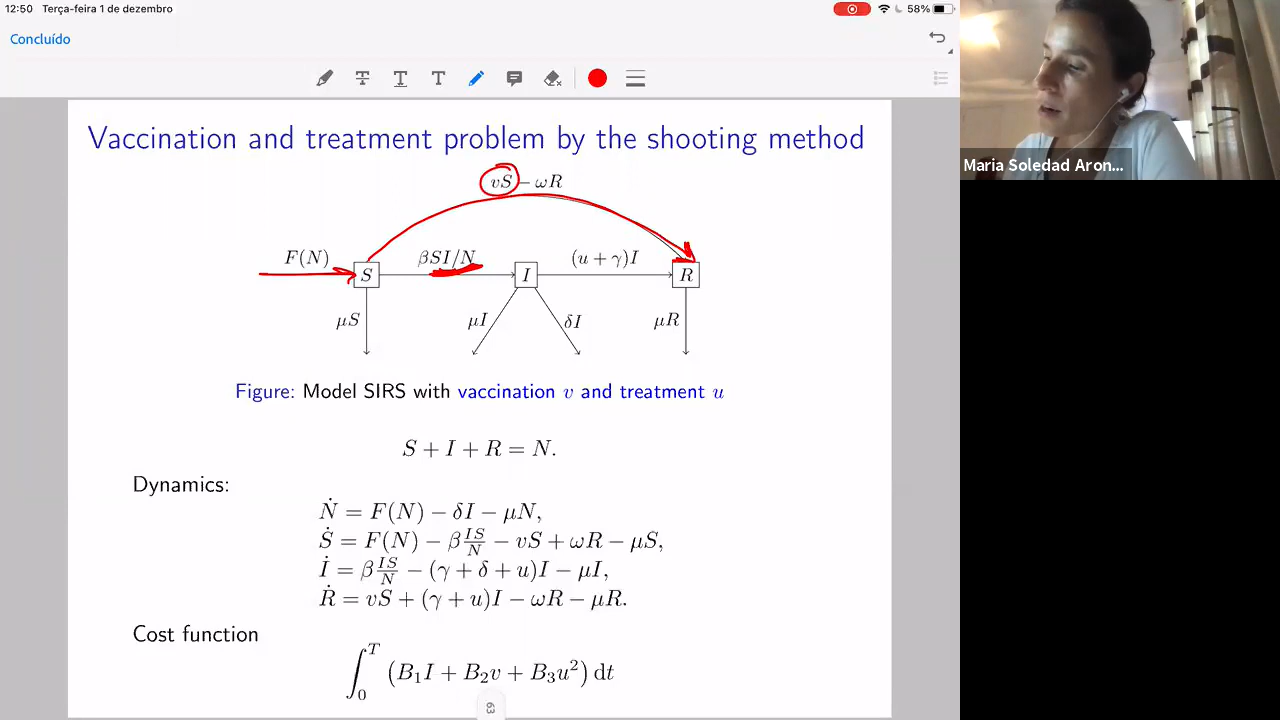 12:50 Terça-feira 1 de dezembro 58%
Concluído
T T T
Vaccination and treatment problem by the shooting method
vS − ωR
F(N) βSI/N (u + γ)I
S I R
μS μI δI μR
Figure: Model SIRS with vaccination v and treatment u
S + I + R = N.
Dynamics:
Ṅ = F(N) − δI − μN,
Ṡ = F(N) − β IS/N − vS + ωR − μS,
İ = β IS/N − (γ + δ + u)I − μI,
Ṙ = vS + (γ + u)I − ωR − μR.
Cost function
∫₀ᵀ (B₁I + B₂v + B₃u²) dt
63
Maria Soledad Aron...